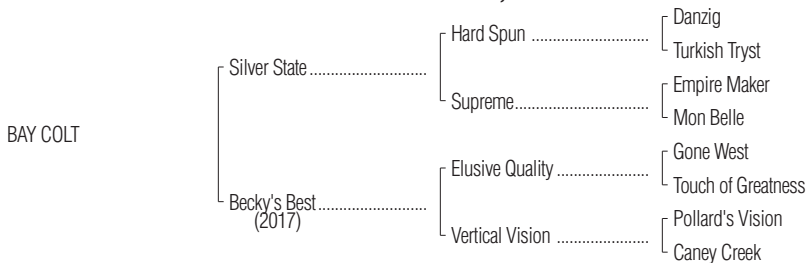 Danzig
Hard Spun ..............................
Turkish Tryst
Silver State ..............................
Empire Maker
Supreme ..............................
Mon Belle
BAY COLT
Gone West
Elusive Quality ........................
Touch of Greatness
Becky's Best ..............................
(2017)
Pollard's Vision
Vertical Vision ........................
Caney Creek